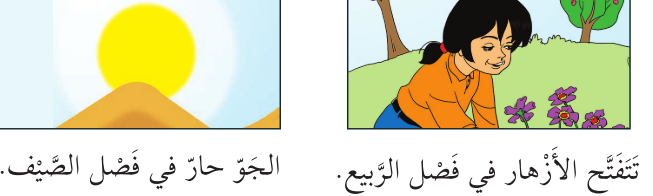 تَتَفَتَّح الأَزْهار في فَصْل الرَّبيع.
الجَوّ حارّ في فَصْل الصَّيْف.